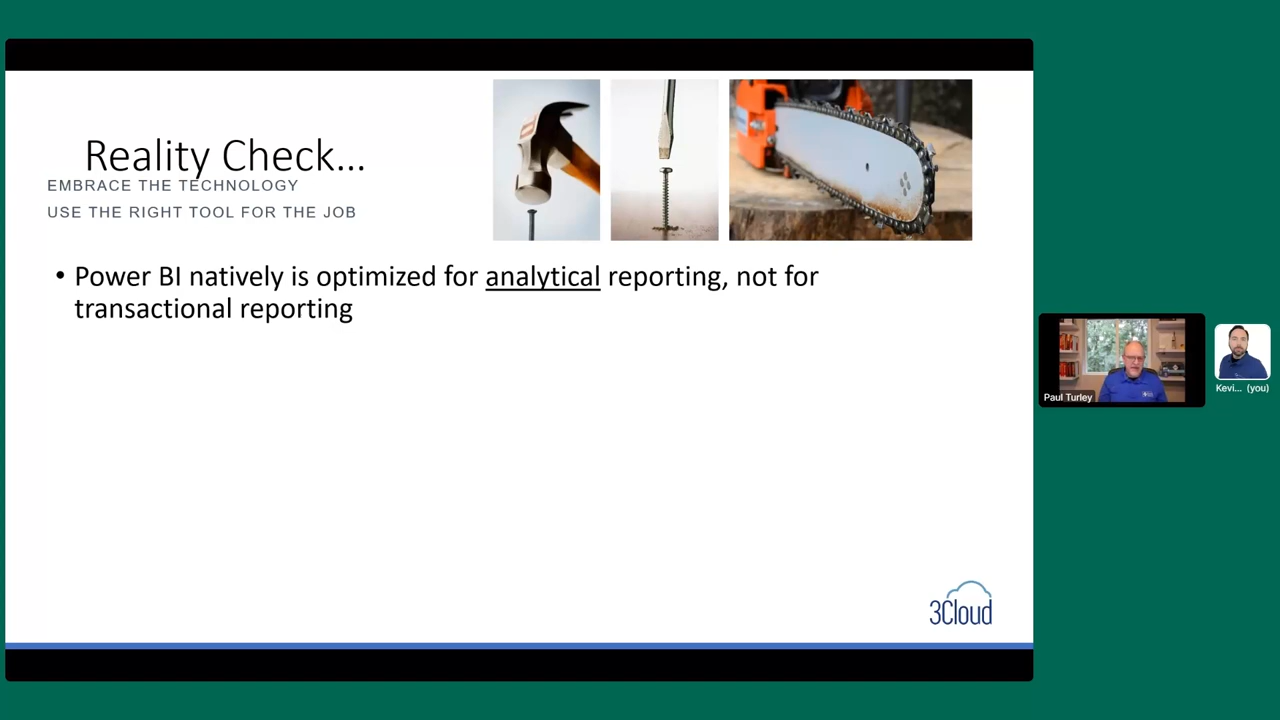 Reality Check...
EMBRACE THE TECHNOLOGY
USE THE RIGHT TOOL FOR THE JOB
• Power BI natively is optimized for analytical reporting, not for
transactional reporting
3Cloud
Paul Turley
Kevi... (you)